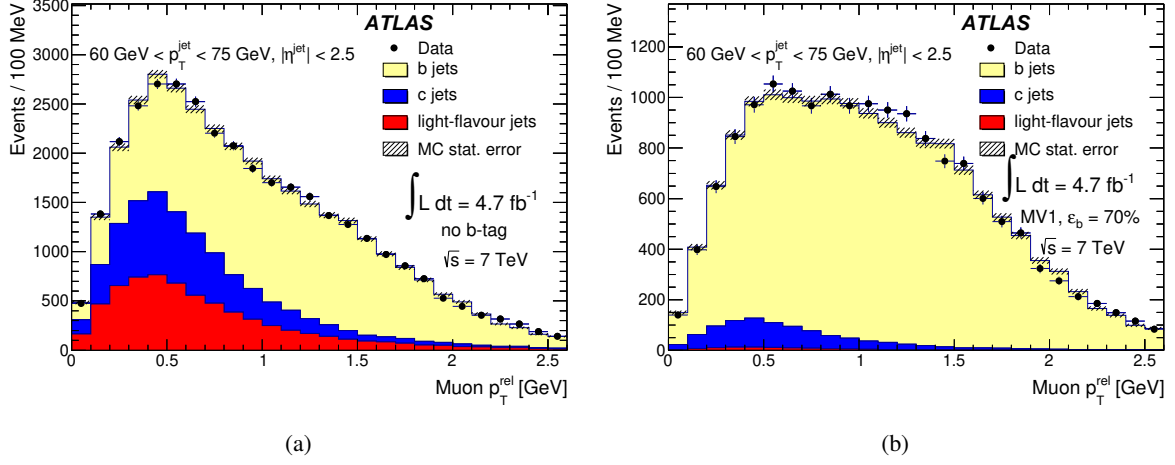 ATLAS
60 GeV < p_T^jet < 75 GeV, |η^jet| < 2.5
Data
b jets
c jets
light-flavour jets
MC stat. error
∫ L dt = 4.7 fb⁻¹
no b-tag
√s = 7 TeV
Events / 100 MeV
3500
3000
2500
2000
1500
1000
500
0
0 0.5 1 1.5 2 2.5
Muon p_T^rel [GeV]
(a)
ATLAS
60 GeV < p_T^jet < 75 GeV, |η^jet| < 2.5
Data
b jets
c jets
light-flavour jets
MC stat. error
∫ L dt = 4.7 fb⁻¹
MV1, ε_b = 70%
√s = 7 TeV
Events / 100 MeV
1200
1000
800
600
400
200
0
0 0.5 1 1.5 2 2.5
Muon p_T^rel [GeV]
(b)